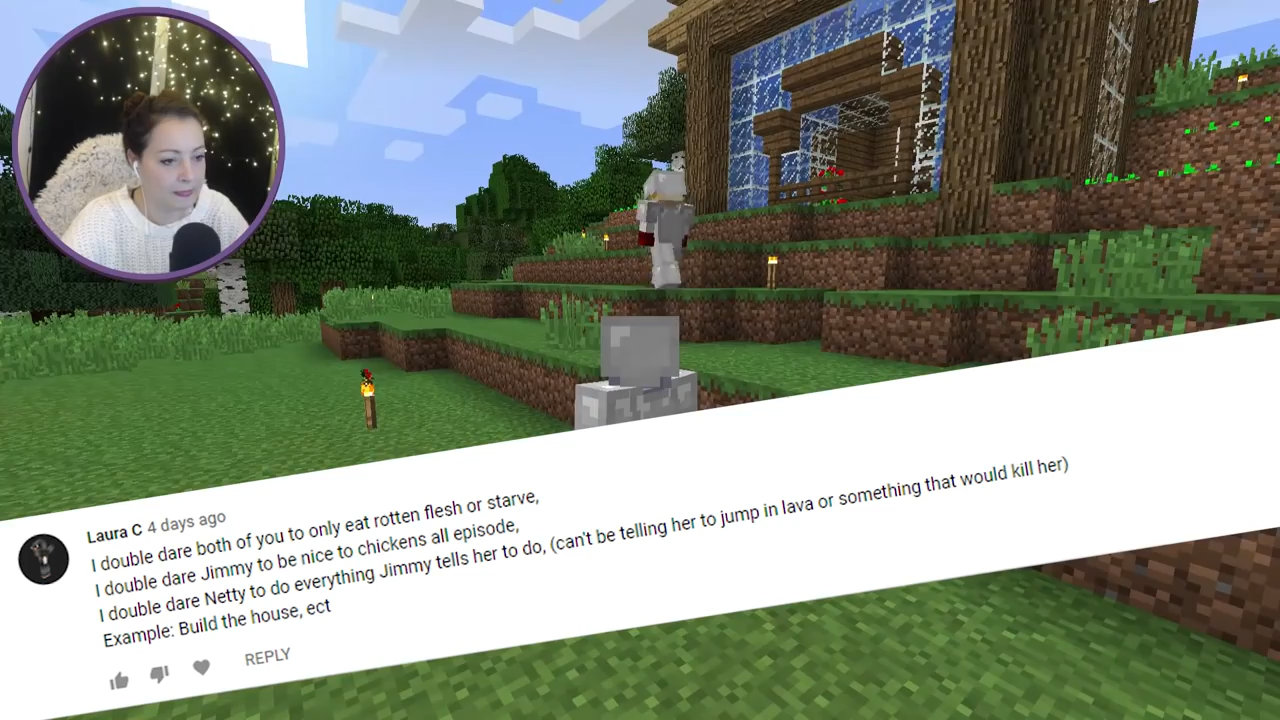 Laura C 4 days ago
I double dare both of you to only eat rotten flesh or starve,
I double dare Jimmy to be nice to chickens all episode,
I double dare Netty to do everything Jimmy tells her to do, (can't be telling her to jump in lava or something that would kill her)
Example: Build the house, ect
REPLY